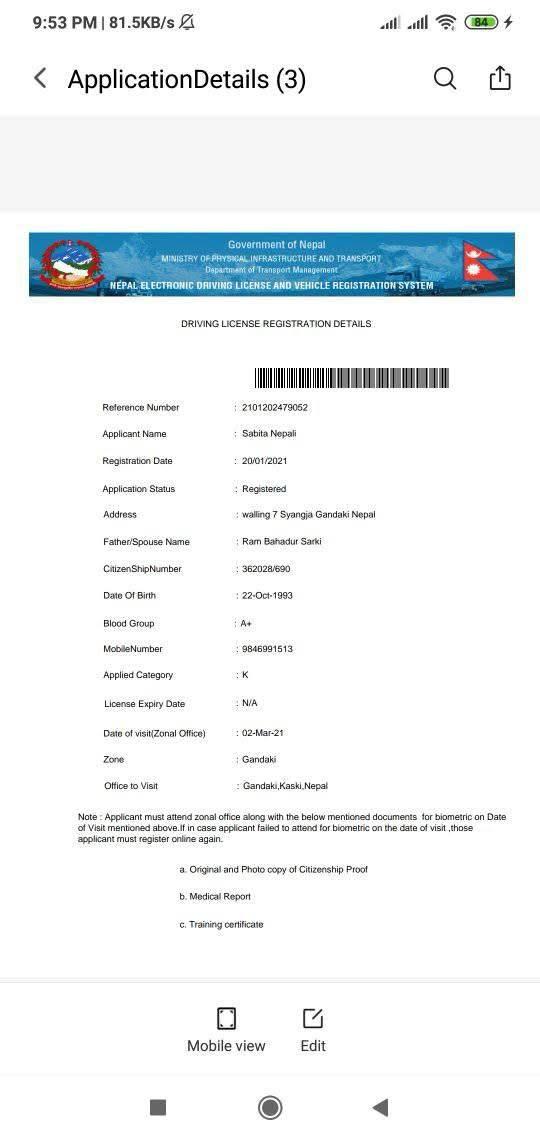 9:53 PM | 81.5KB/s
84
ApplicationDetails (3)
Government of Nepal
MINISTRY OF PHYSICAL INFRASTRUCTURE AND TRANSPORT
Department of Transport Management
NEPAL ELECTRONIC DRIVING LICENSE AND VEHICLE REGISTRATION SYSTEM
DRIVING LICENSE REGISTRATION DETAILS
Reference Number : 2101202479052
Applicant Name : Sabita Nepali
Registration Date : 20/01/2021
Application Status : Registered
Address : walling 7 Syangja Gandaki Nepal
Father/Spouse Name : Ram Bahadur Sarki
CitizenShipNumber : 362028/690
Date Of Birth : 22-Oct-1993
Blood Group : A+
MobileNumber : 9846991513
Applied Category : K
License Expiry Date : N/A
Date of visit(Zonal Office) : 02-Mar-21
Zone : Gandaki
Office to Visit : Gandaki,Kaski,Nepal
Note : Applicant must attend zonal office along with the below mentioned documents for biometric on Date
of Visit mentioned above.If in case applicant failed to attend for biometric on the date of visit ,those
applicant must register online again.
a. Original and Photo copy of Citizenship Proof
b. Medical Report
c. Training certificate
Mobile view
Edit